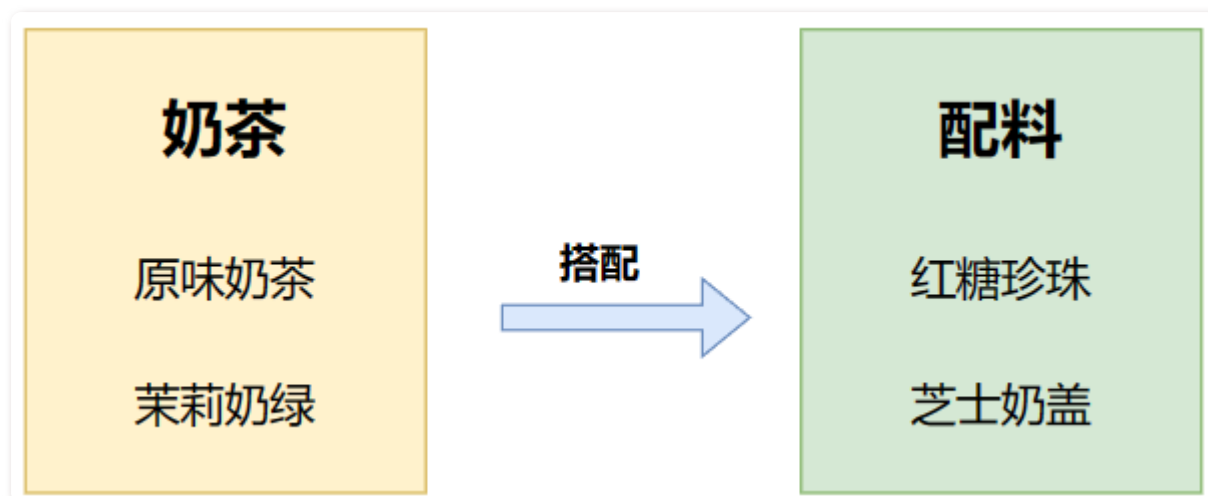 奶茶
原味奶茶
茉莉奶绿
搭配
配料
红糖珍珠
芝士奶盖